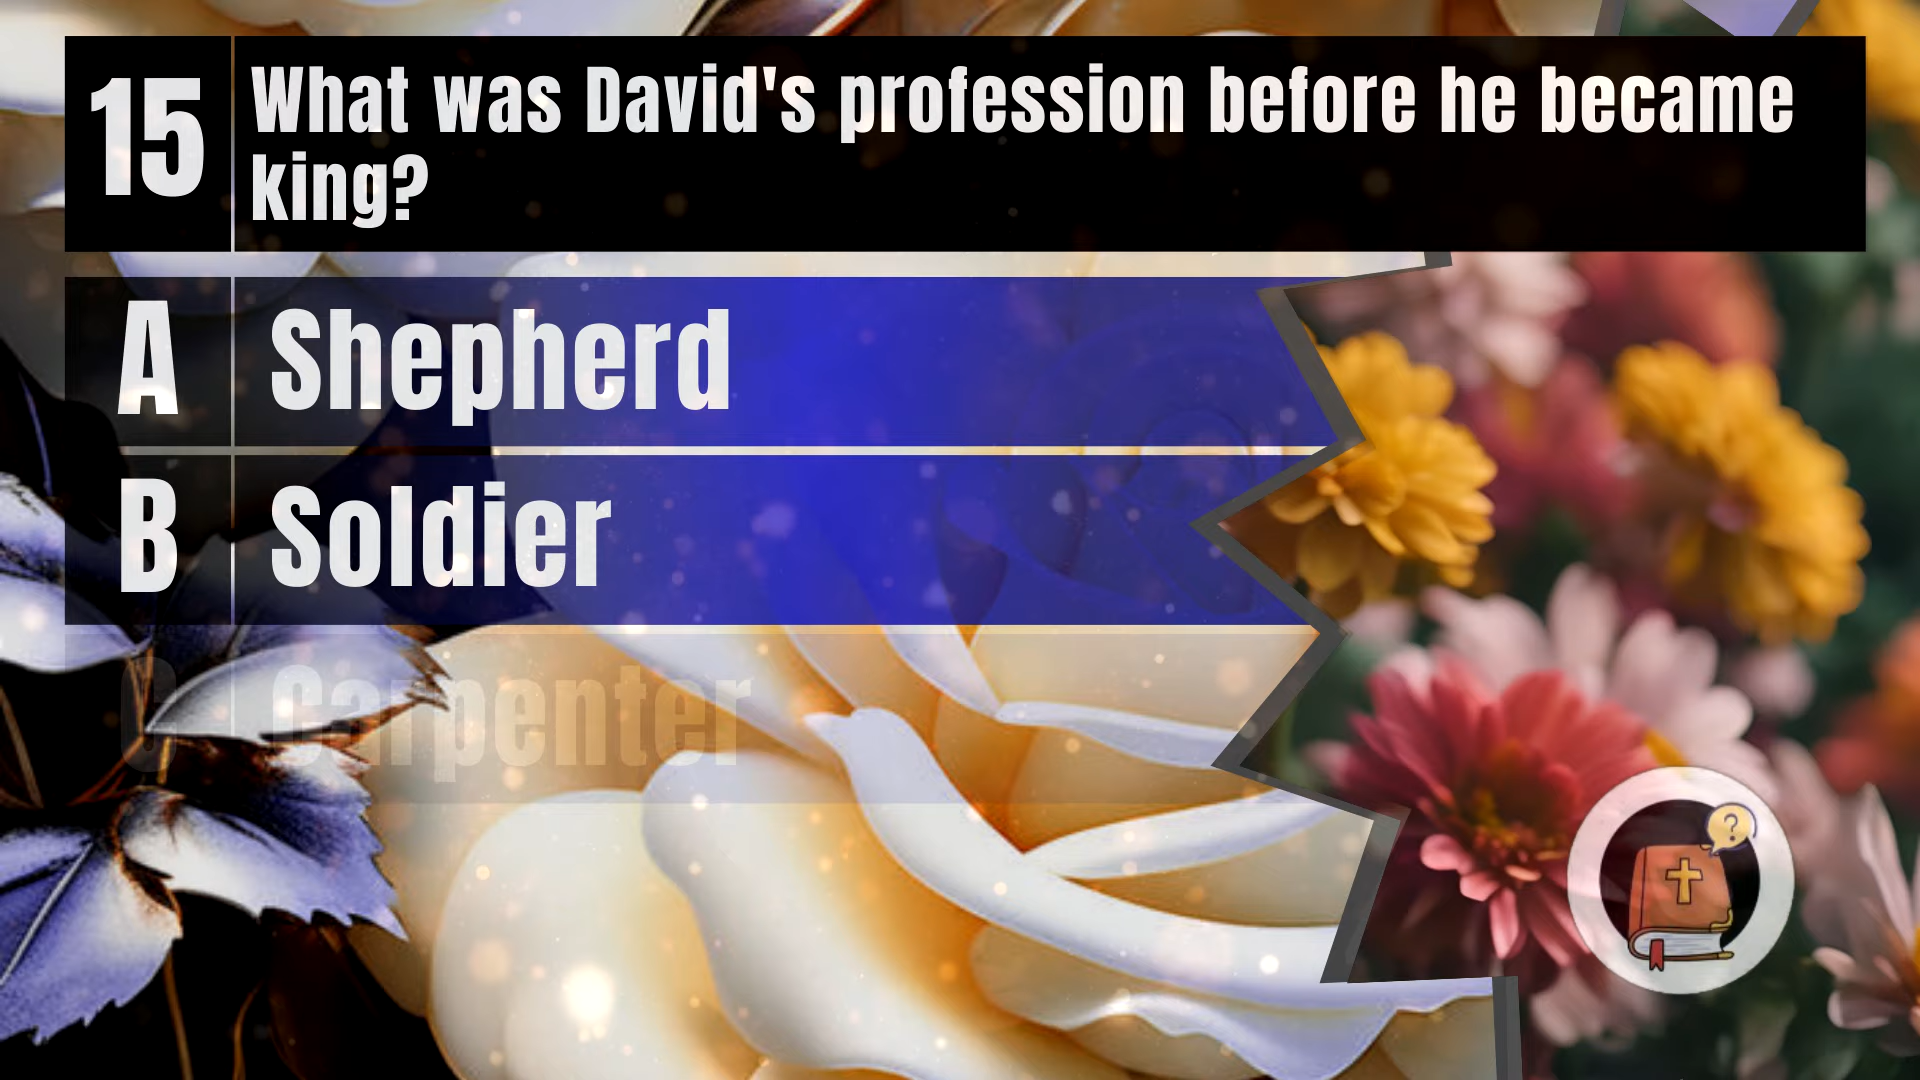 15
What was David's profession before he became
king?
A Shepherd
B Soldier
C Carpenter
?